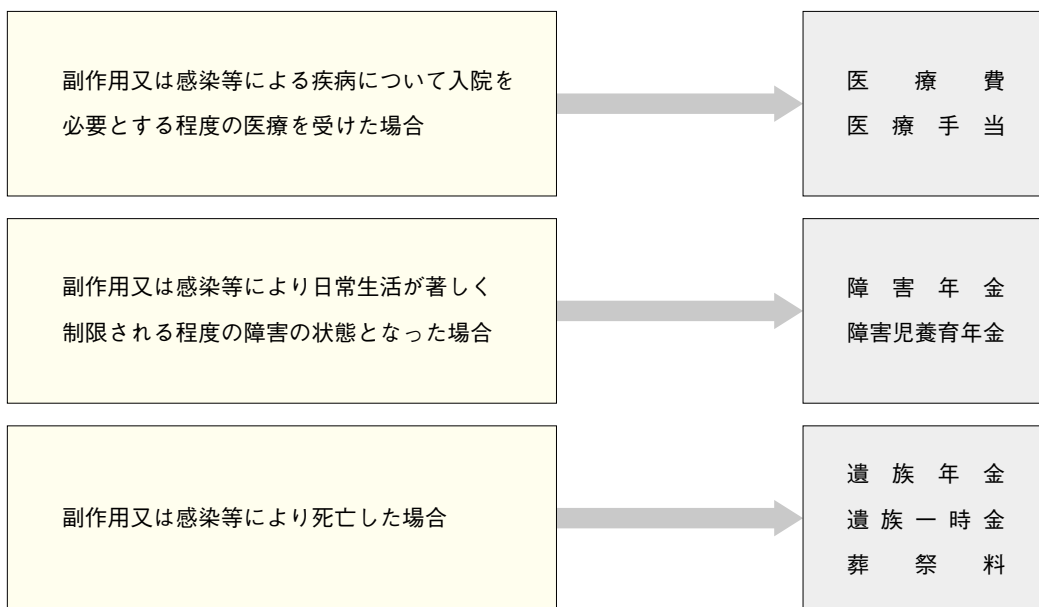 副作用又は感染等による疾病について入院を
必要とする程度の医療を受けた場合
医療費
医療手当
副作用又は感染等により日常生活が著しく
制限される程度の障害の状態となった場合
障害年金
障害児養育年金
副作用又は感染等により死亡した場合
遺族年金
遺族一時金
葬祭料